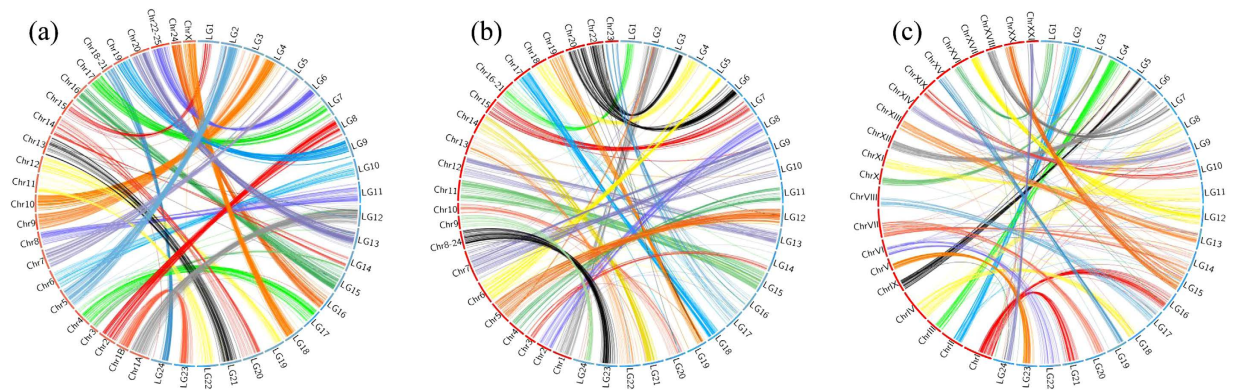 (a)
LG1
LG2
LG3
LG4
LG5
LG6
LG7
LG8
LG9
LG10
LG11
LG12
LG13
LG14
LG15
LG16
LG17
LG18
LG19
LG20
LG21
LG22
LG23
LG24
Chr1A
Chr1B
Chr2
Chr3
Chr4
Chr5
Chr7
Chr8
Chr9
Chr10
Chr11
Chr12
Chr13
Chr14
Chr15
Chr16
Chr17
Chr18-21
Chr19
Chr20
Chr22-25
Chr24
ChrX
(b)
LG1
LG2
LG3
LG4
LG5
LG6
LG7
LG8
LG9
LG10
LG11
LG12
LG13
LG14
LG15
LG16
LG17
LG18
LG19
LG20
LG21
LG22
LG23
LG24
Chr1
Chr2
Chr3
Chr4
Chr5
Chr6
Chr7
Chr8-24
Chr9
Chr10
Chr11
Chr12
Chr13
Chr14
Chr15
Chr16-21
Chr17
Chr18
Chr19
Chr20
Chr22
Chr23
(c)
LG1
LG2
LG3
LG4
LG6
LG7
LG8
LG9
LG10
LG11
LG12
LG13
LG14
LG15
LG16
LG17
LG18
LG19
LG20
LG21
LG22
LG23
LG24
ChrI
ChrII
ChrIII
ChrIV
ChrIX
ChrV
ChrVI
ChrVII
ChrVIII
ChrX
ChrXI
ChrXII
ChrXIII
ChrXIV
ChrXIX
ChrXV
ChrXVI
ChrXVII
ChrXVIII
ChrXX
ChrXXI